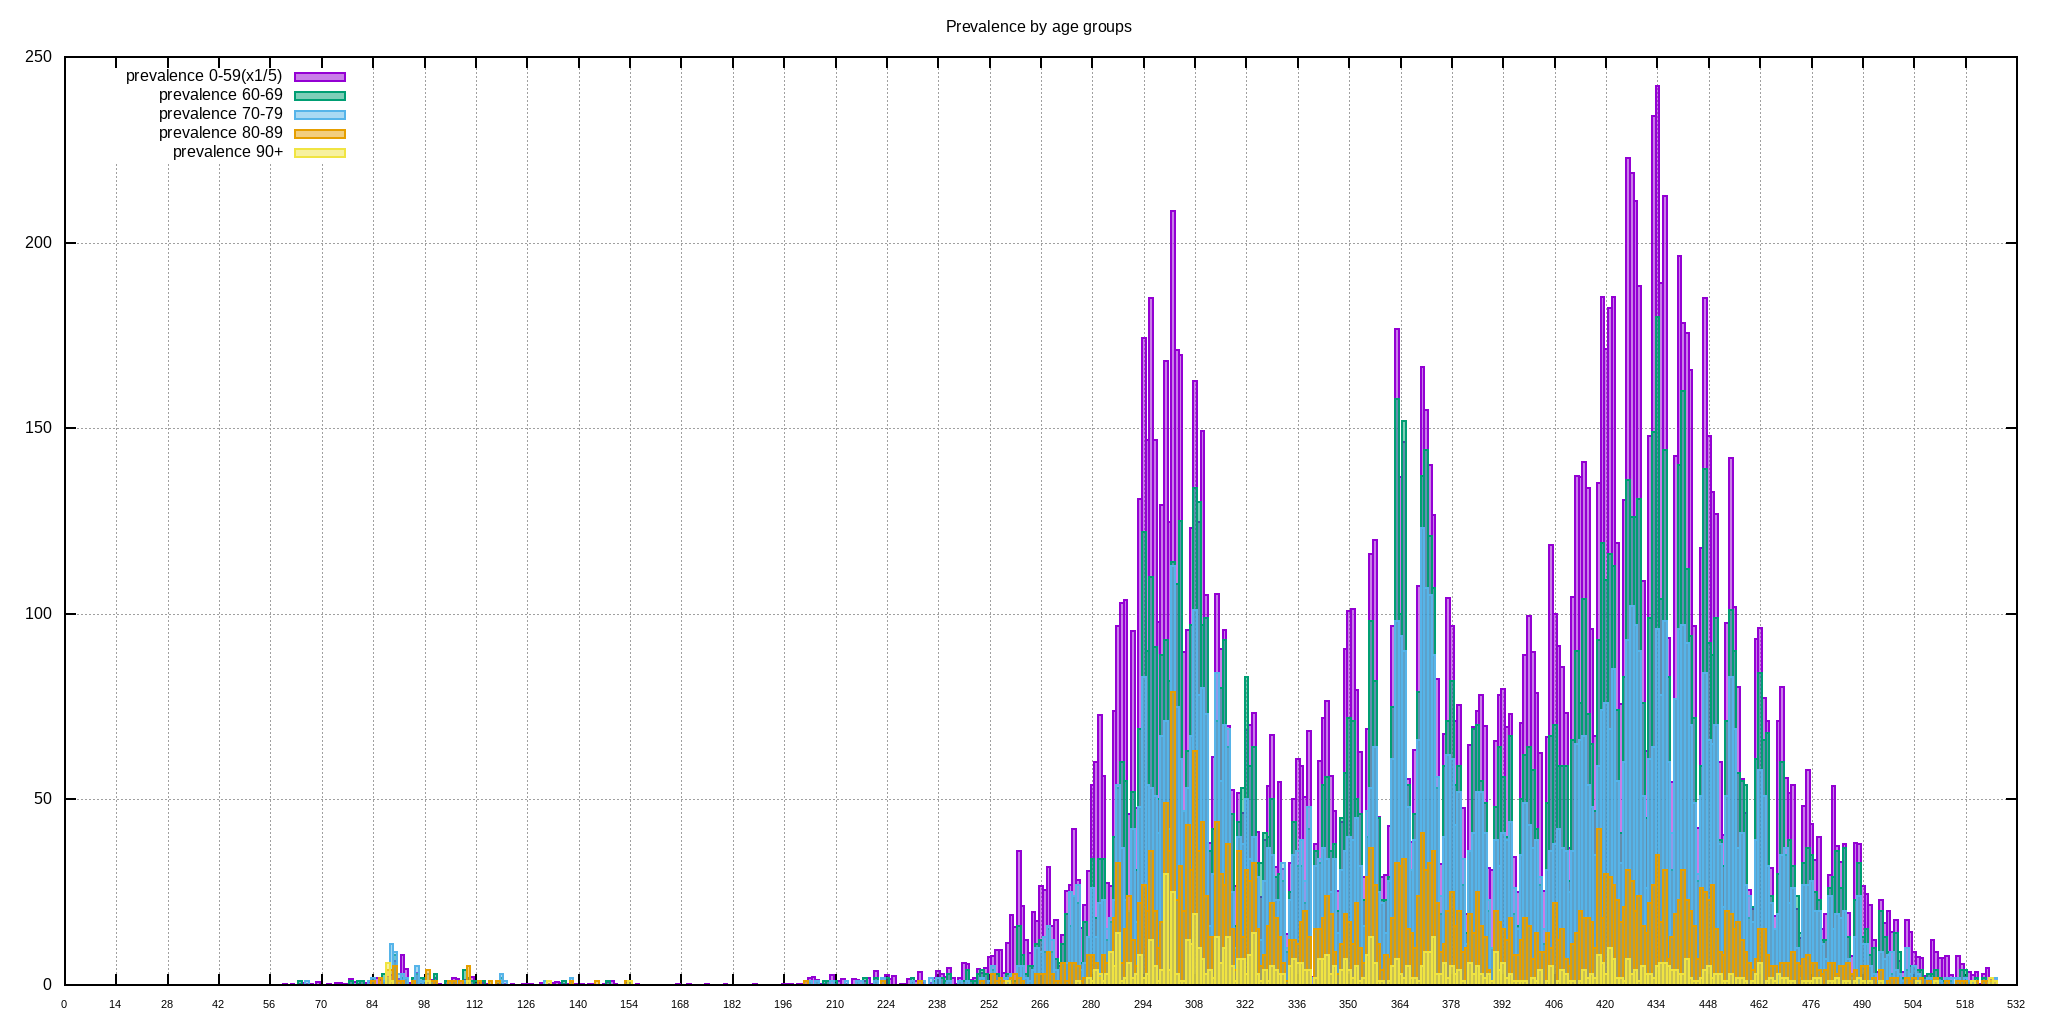 Prevalence by age groups
250
200
150
100
50
0
prevalence 0-59(x1/5)
prevalence 60-69
prevalence 70-79
prevalence 80-89
prevalence 90+
0 14 28 42 56 70 84 98 112 126 140 154 168 182 196 210 224 238 252 266 280 294 308 322 336 350 364 378 392 406 420 434 448 462 476 490 504 518 532